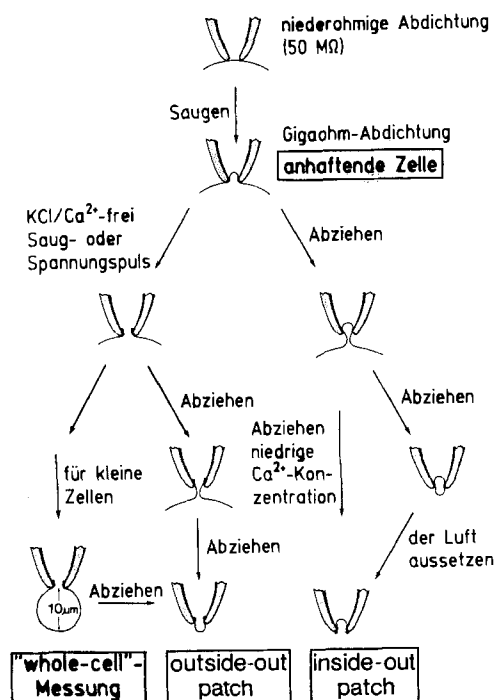 niederohmige Abdichtung
(50 MΩ)
Saugen
Gigaohm-Abdichtung
anhaftende Zelle
KCl/Ca²⁺-frei
Saug- oder
Spannungspuls
Abziehen
Abziehen
Abziehen
niedrige
Ca²⁺-Kon-
zentration
Abziehen
für kleine
Zellen
Abziehen
der Luft
aussetzen
10µm
Abziehen
"whole-cell"-
Messung
outside-out
patch
inside-out
patch